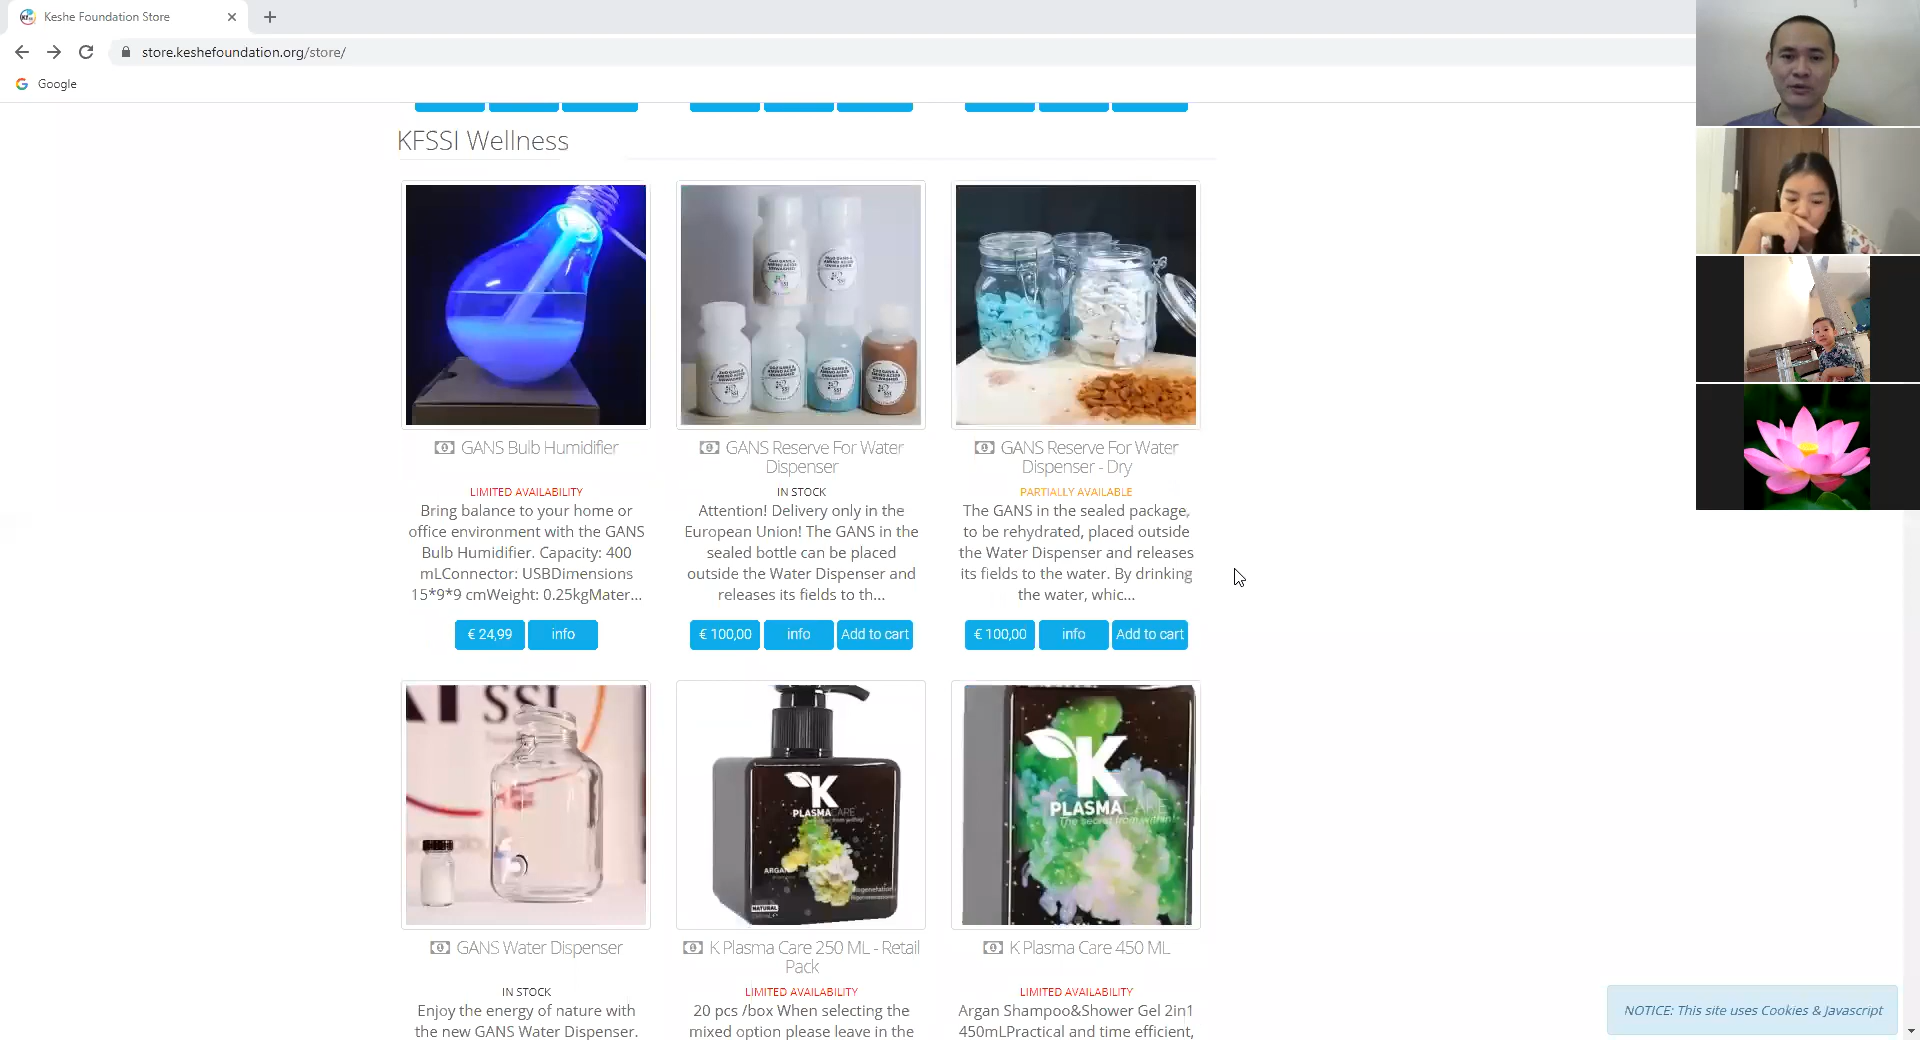 Keshe Foundation Store
store.keshefoundation.org/store/
Google
KFSSI Wellness
GANS Bulb Humidifier
LIMITED AVAILABILITY
Bring balance to your home or
office environment with the GANS
Bulb Humidifier. Capacity: 400
mLConnector: USBDimensions
15*9*9 cmWeight: 0.25kgMater...
€ 24,99
info
GANS Reserve For Water
Dispenser
IN STOCK
Attention! Delivery only in the
European Union! The GANS in the
sealed bottle can be placed
outside the Water Dispenser and
releases its fields to th...
€ 100,00
info
Add to cart
GANS Reserve For Water
Dispenser - Dry
PARTIALLY AVAILABLE
The GANS in the sealed package,
to be rehydrated, placed outside
the Water Dispenser and releases
its fields to the water. By drinking
the water, whic...
€ 100,00
info
Add to cart
SSI
GANS Water Dispenser
IN STOCK
Enjoy the energy of nature with
the new GANS Water Dispenser.
K
PLASMACARE
ARGAN
NATURAL
K Plasma Care 250 ML - Retail
Pack
LIMITED AVAILABILITY
20 pcs /box When selecting the
mixed option please leave in the
K
PLASMACARE
The secret from within!
K Plasma Care 450 ML
LIMITED AVAILABILITY
Argan Shampoo&Shower Gel 2in1
450mLPractical and time efficient,
NOTICE: This site uses Cookies & Javascript